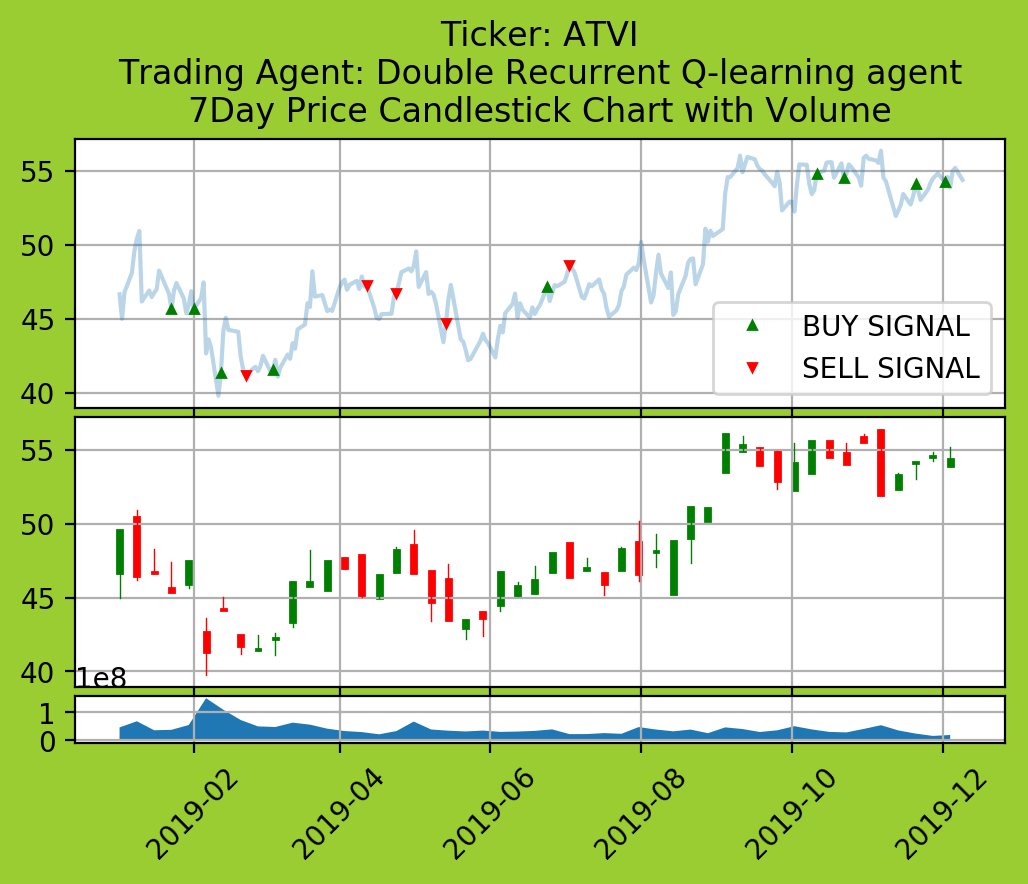 Ticker: ATVI
Trading Agent: Double Recurrent Q-learning agent
7Day Price Candlestick Chart with Volume
55
50
45
40
BUY SIGNAL
SELL SIGNAL
55
50
45
40
1e8
1
0
2019-02
2019-04
2019-06
2019-08
2019-10
2019-12